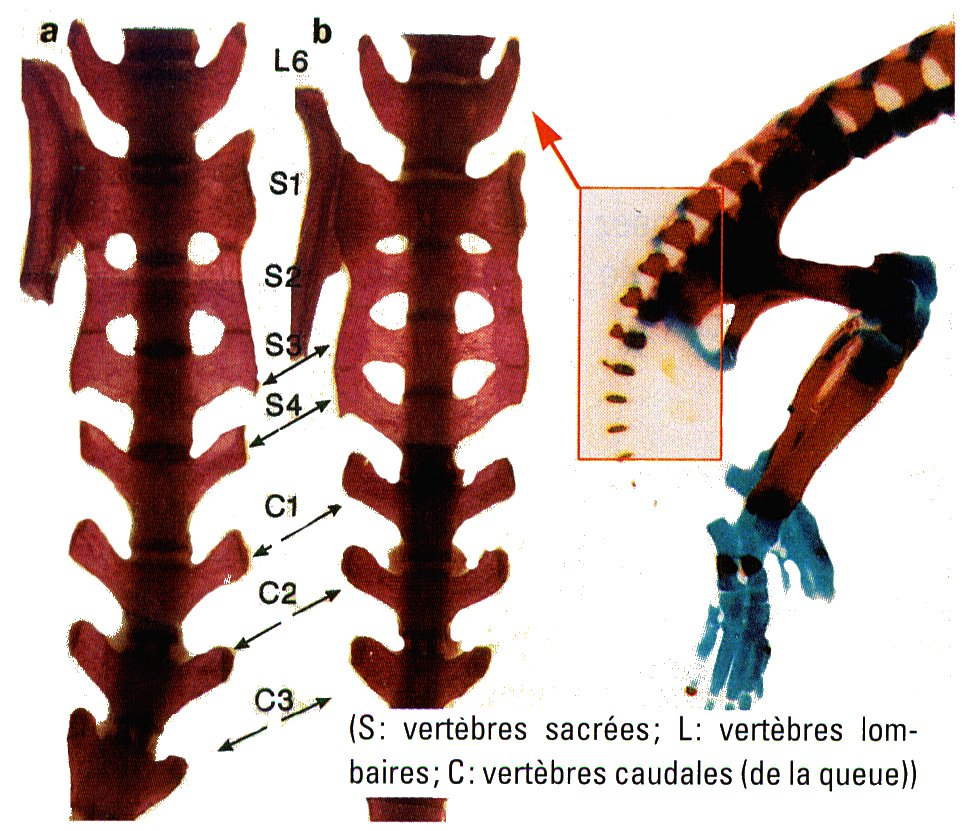 a
b
L6
S1
S2
S3
S4
C1
C2
C3
(S: vertèbres sacrées; L: vertèbres lom-
baires; C: vertèbres caudales (de la queue))